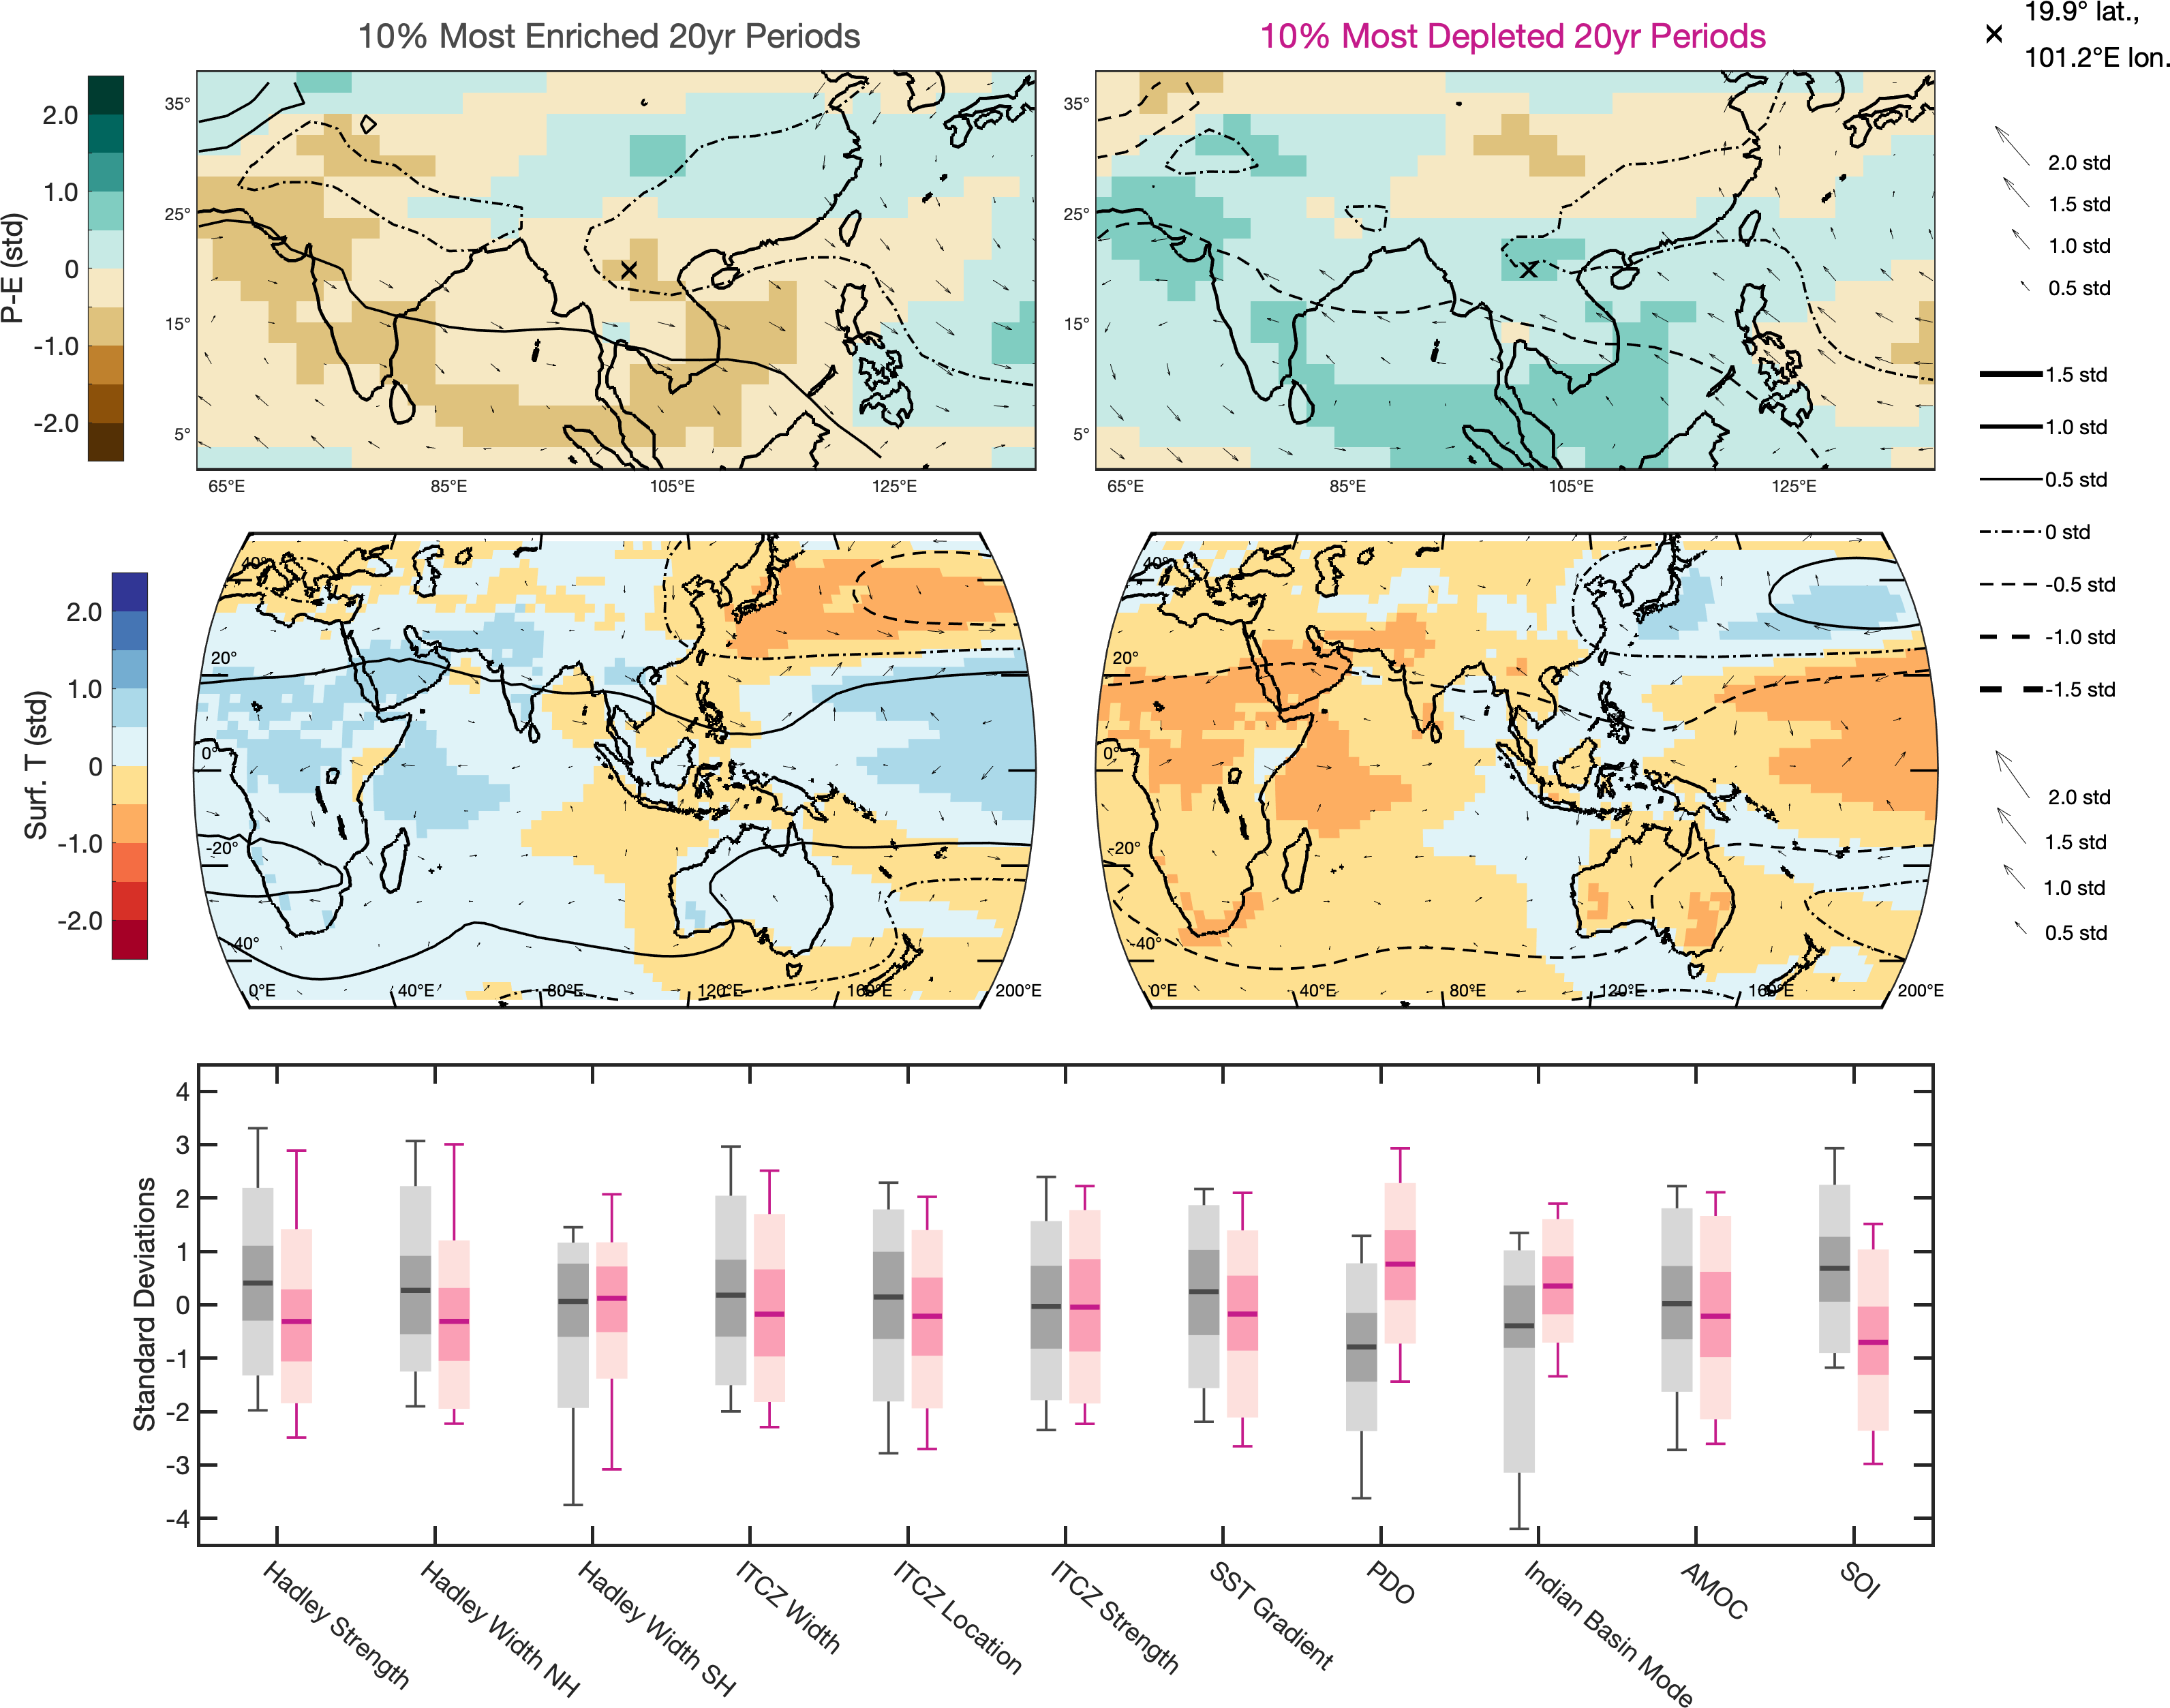 10% Most Enriched 20yr Periods
10% Most Depleted 20yr Periods
19.9° lat.,
101.2°E lon.
P-E (std)
2.0
1.0
0
-1.0
-2.0
35°
25°
15°
5°
65°E
85°E
105°E
125°E
35°
25°
15°
5°
65°E
85°E
105°E
125°E
2.0 std
1.5 std
1.0 std
0.5 std
1.5 std
1.0 std
0.5 std
0 std
-0.5 std
-1.0 std
-1.5 std
Surf. T (std)
2.0
1.0
0
-1.0
-2.0
40°
20°
0°
-20°
-40°
0°E
40°E
80°E
120°E
160°E
200°E
40°
20°
0°
-20°
-40°
0°E
40°E
80°E
120°E
160°E
200°E
2.0 std
1.5 std
1.0 std
0.5 std
Standard Deviations
4
3
2
1
0
-1
-2
-3
-4
Hadley Strength
Hadley Width NH
Hadley Width SH
ITCZ Width
ITCZ Location
ITCZ Strength
SST Gradient
PDO
Indian Basin Mode
AMOC
SOI